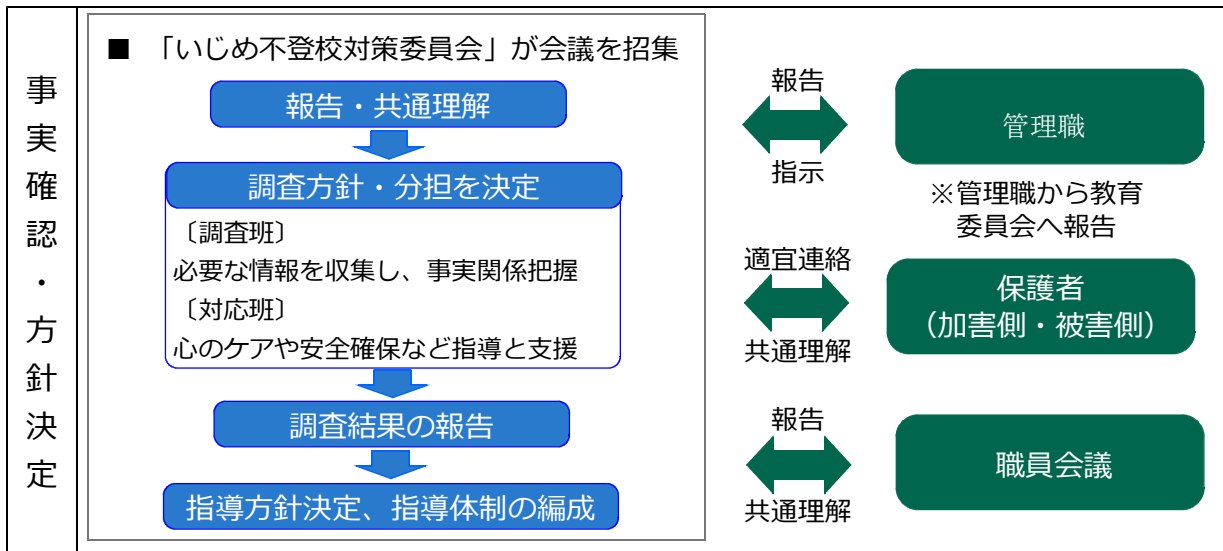 事実確認・方針決定
■ 「いじめ不登校対策委員会」が会議を招集
報告・共通理解
調査方針・分担を決定
〔調査班〕
必要な情報を収集し、事実関係把握
〔対応班〕
心のケアや安全確保など指導と支援
調査結果の報告
指導方針決定、指導体制の編成
報告
指示
管理職
※管理職から教育
委員会へ報告
適宜連絡
共通理解
保護者
（加害側・被害側）
報告
共通理解
職員会議